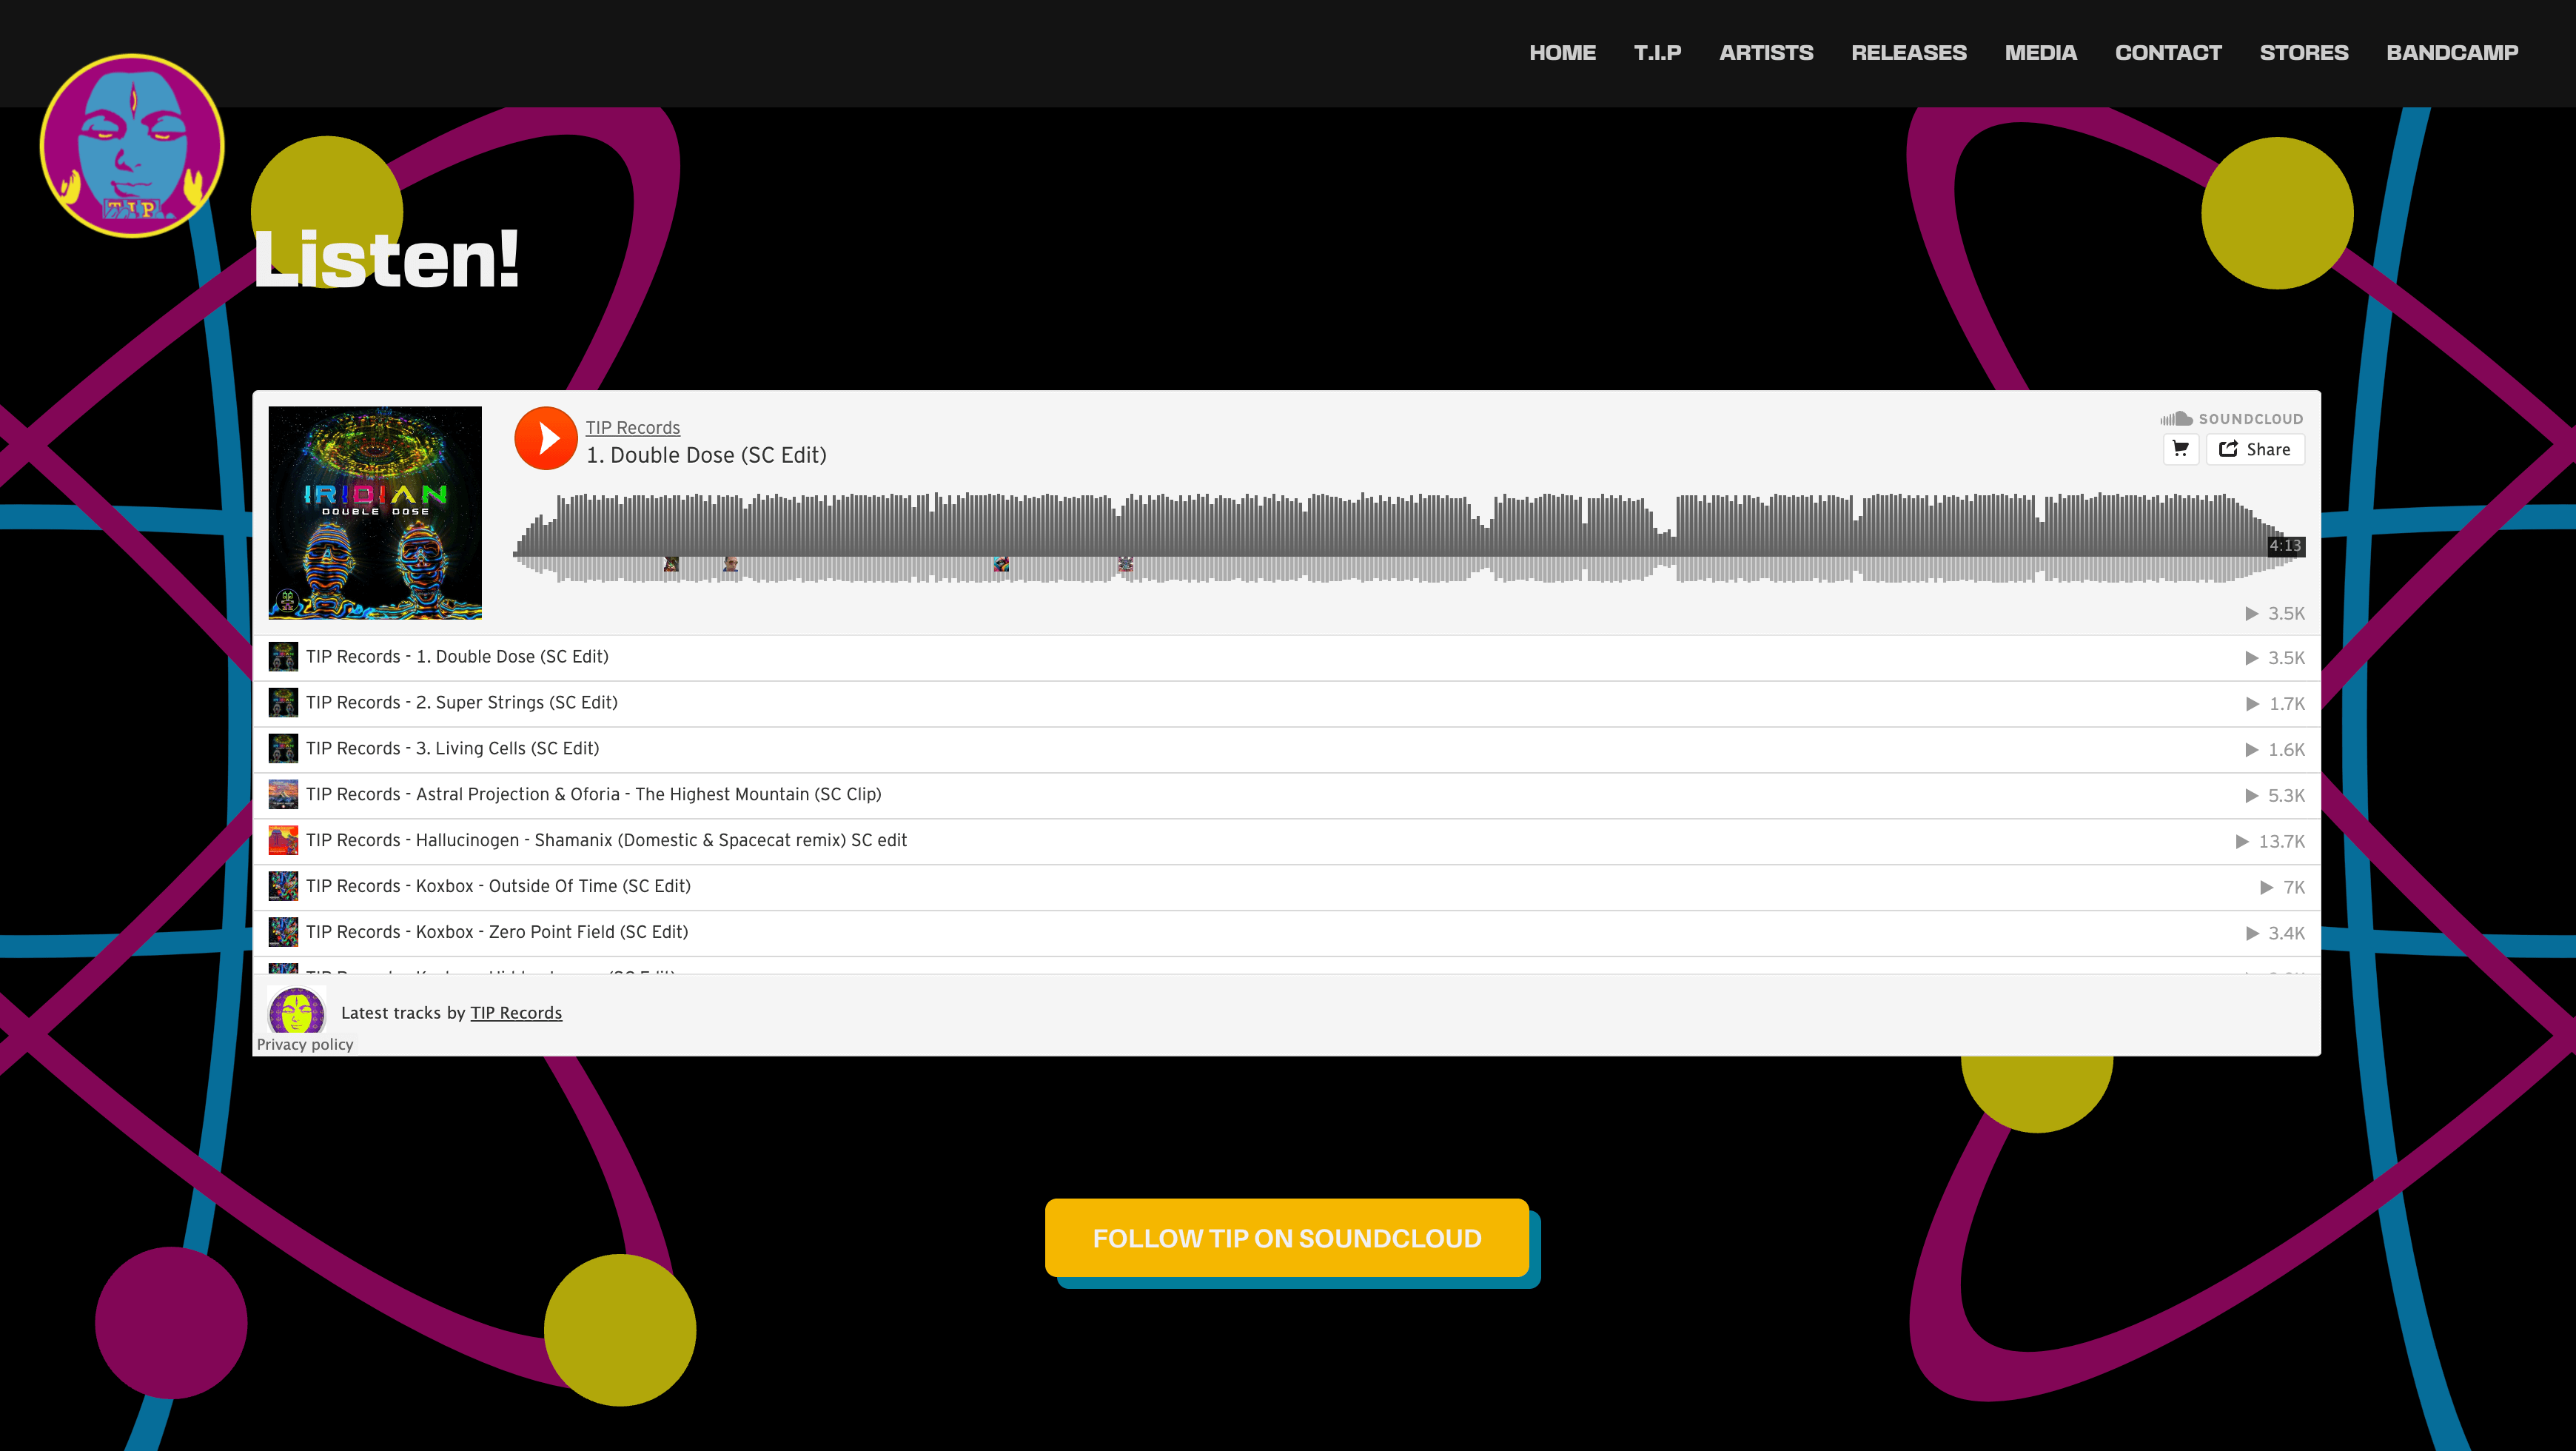 HOME T.I.P ARTISTS RELEASES MEDIA CONTACT STORES BANDCAMP
TIP
Listen!
TIP Records
1. Double Dose (SC Edit)
SOUNDCLOUD
Share
IRIDIAN
DOUBLE DOSE
4:13
3.5K
TIP Records - 1. Double Dose (SC Edit) 3.5K
TIP Records - 2. Super Strings (SC Edit) 1.7K
TIP Records - 3. Living Cells (SC Edit) 1.6K
TIP Records - Astral Projection & Oforia - The Highest Mountain (SC Clip) 5.3K
TIP Records - Hallucinogen - Shamanix (Domestic & Spacecat remix) SC edit 13.7K
TIP Records - Koxbox - Outside Of Time (SC Edit) 7K
TIP Records - Koxbox - Zero Point Field (SC Edit) 3.4K
Latest tracks by TIP Records
Privacy policy
FOLLOW TIP ON SOUNDCLOUD